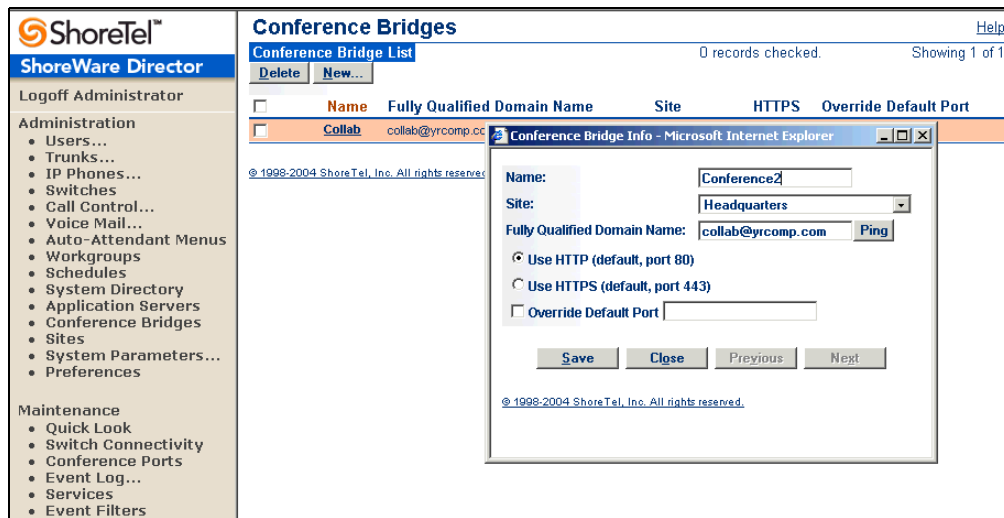 ShoreTel™
ShoreWare Director
Logoff Administrator
Administration
• Users...
• Trunks...
• IP Phones...
• Switches
• Call Control...
• Voice Mail...
• Auto-Attendant Menus
• Workgroups
• Schedules
• System Directory
• Application Servers
• Conference Bridges
• Sites
• System Parameters...
• Preferences
Maintenance
• Quick Look
• Switch Connectivity
• Conference Ports
• Event Log...
• Services
• Event Filters
Conference Bridges
Help
Conference Bridge List 0 records checked. Showing 1 of 1
Delete New...
Name Fully Qualified Domain Name Site HTTPS Override Default Port
Collab collab@yrcomp.cc
© 1998-2004 ShoreTel, Inc. All rights reserved
Conference Bridge Info - Microsoft Internet Explorer
Name: Conference2
Site: Headquarters
Fully Qualified Domain Name: collab@yrcomp.com Ping
Use HTTP (default, port 80)
Use HTTPS (default, port 443)
Override Default Port
Save Close Previous Next
© 1998-2004 ShoreTel, Inc. All rights reserved.